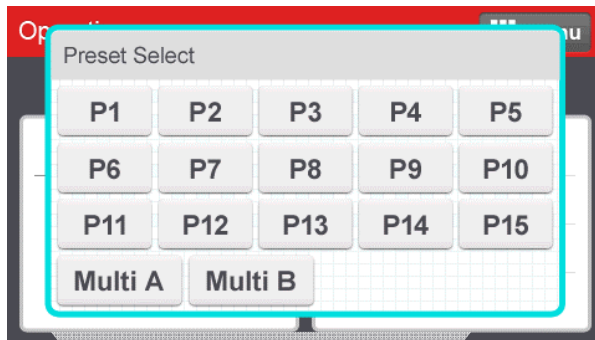 Preset Select
P1 P2 P3 P4 P5
P6 P7 P8 P9 P10
P11 P12 P13 P14 P15
Multi A Multi B